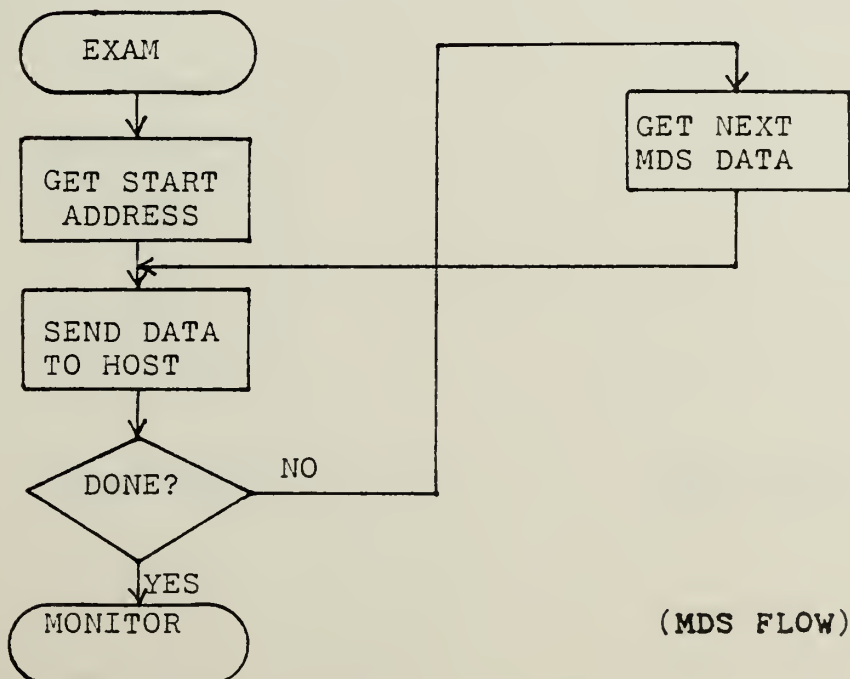 EXAM
GET START
ADDRESS
SEND DATA
TO HOST
DONE?
NO
YES
MONITOR
GET NEXT
MDS DATA
(MDS FLOW)